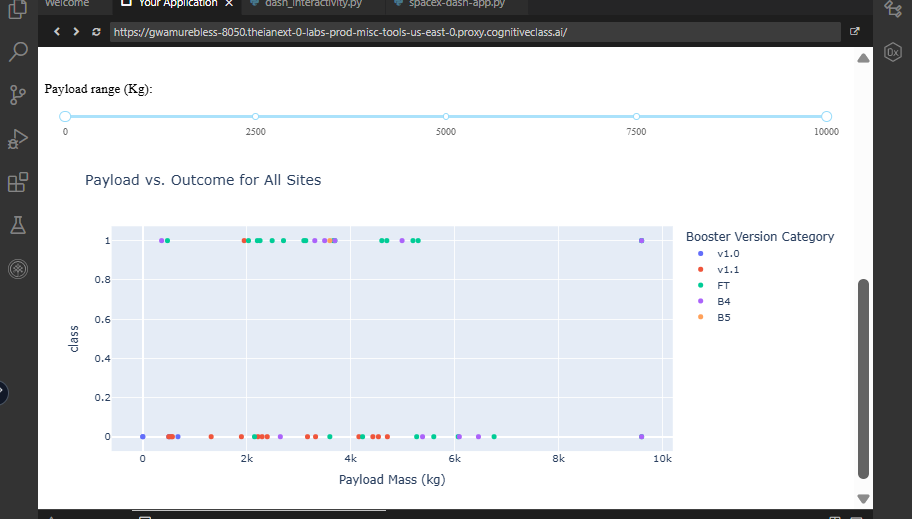 Welcome
Your Application
dash_interactivity.py
spacex-dash-app.py
https://gwamurebless-8050.theianext-0-labs-prod-misc-tools-us-east-0.proxy.cognitiveclass.ai/
Dx
Payload range (Kg):
0 2500 5000 7500 10000
Payload vs. Outcome for All Sites
Booster Version Category
v1.0
v1.1
FT
B4
B5
class
1
0.8
0.6
0.4
0.2
0
0 2k 4k 6k 8k 10k
Payload Mass (kg)